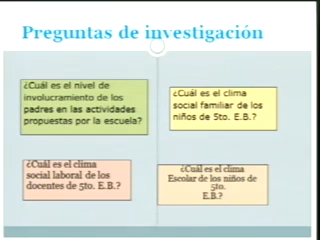 Preguntas de investigación
¿Cuál es el nivel de
involucramiento de los
padres en las actividades
propuestas por la escuela?
¿Cuál es el clima
social familiar de los
niños de 5to. E.B.?
¿Cuál es el clima
social laboral de los
docentes de 5to. E.B.?
¿Cuál es el clima
Escolar de los niños de
5to.
E.B.?